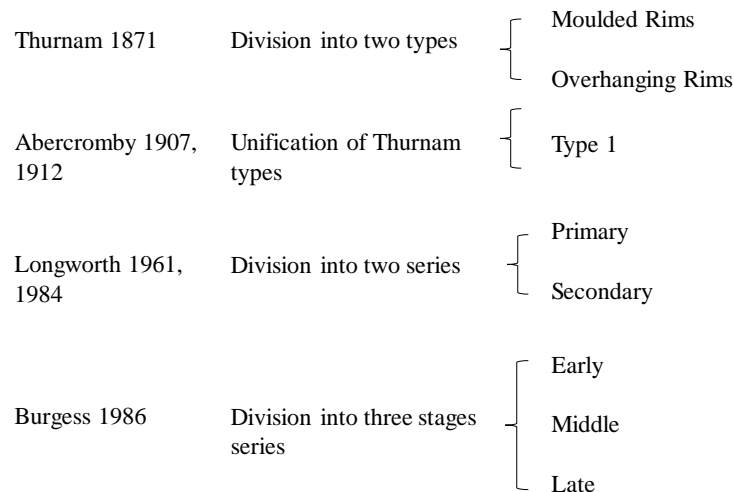 Moulded Rims
Thurnam 1871 Division into two types
Overhanging Rims
Abercromby 1907, Unification of Thurnam Type 1
1912 types
Primary
Longworth 1961, Division into two series
1984
Secondary
Early
Burgess 1986 Division into three stages Middle
series
Late